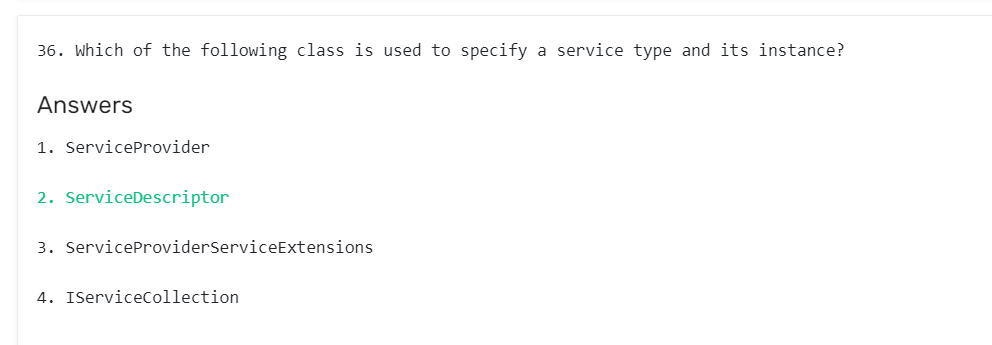 36. Which of the following class is used to specify a service type and its instance?
Answers
1. ServiceProvider
2. ServiceDescriptor
3. ServiceProviderServiceExtensions
4. IServiceCollection